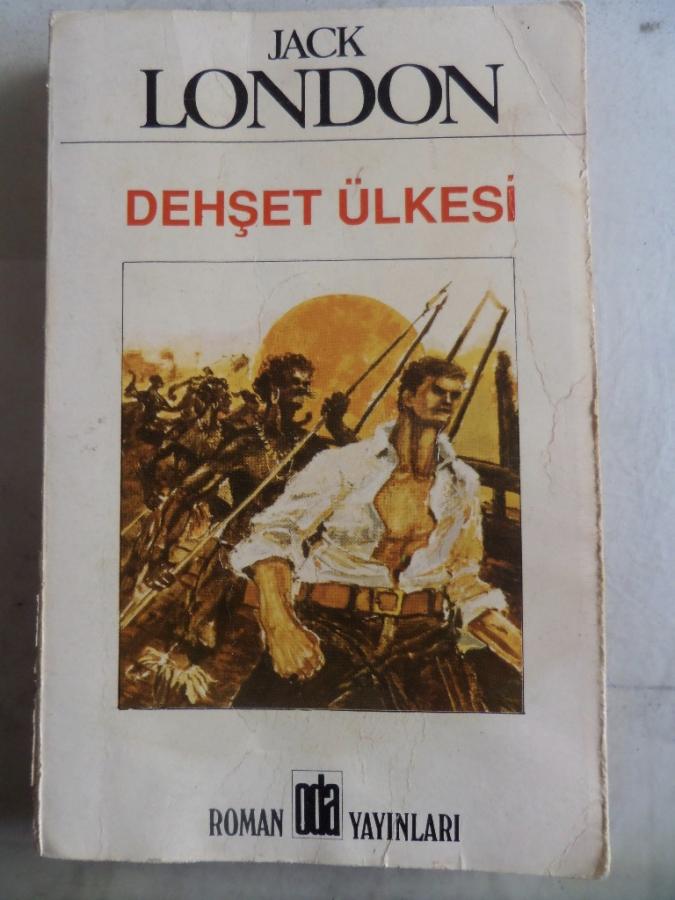 JACK
LONDON
DEHŞET ÜLKESİ
ROMAN oda YAYINLARI